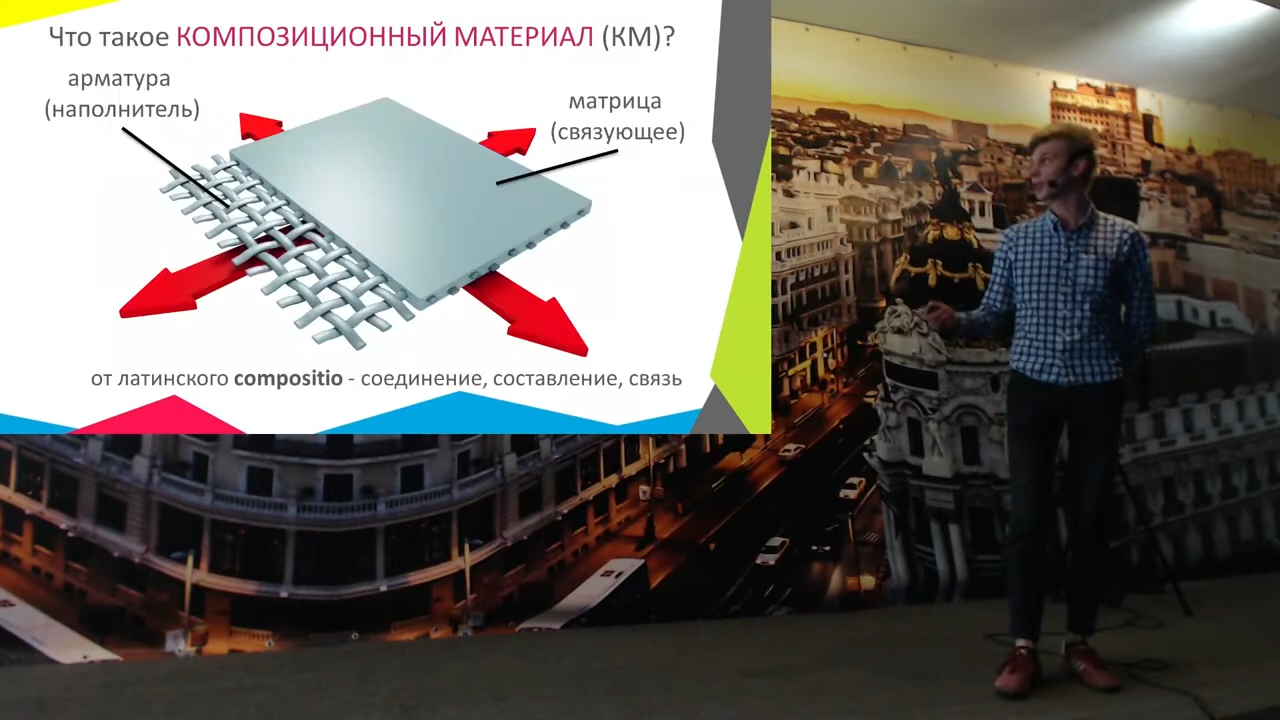 Что такое КОМПОЗИЦИОННЫЙ МАТЕРИАЛ (КМ)?
арматура
(наполнитель)
матрица
(связующее)
от латинского compositio - соединение, составление, связь